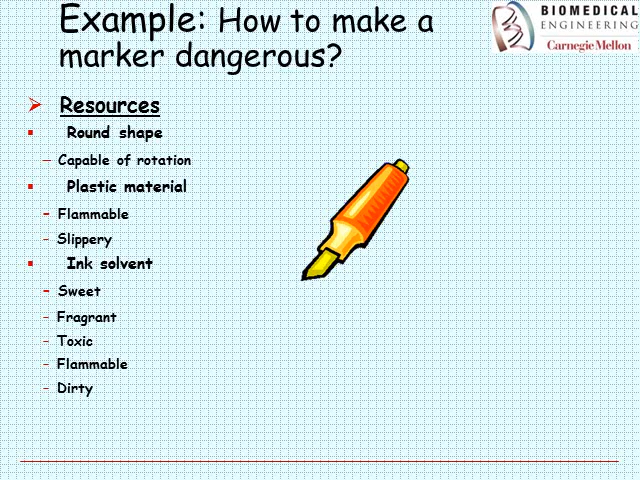 Example: How to make a
marker dangerous?
BIOMEDICAL
ENGINEERING
Carnegie Mellon
Resources
Round shape
– Capable of rotation
Plastic material
- Flammable
- Slippery
Ink solvent
- Sweet
- Fragrant
- Toxic
- Flammable
- Dirty